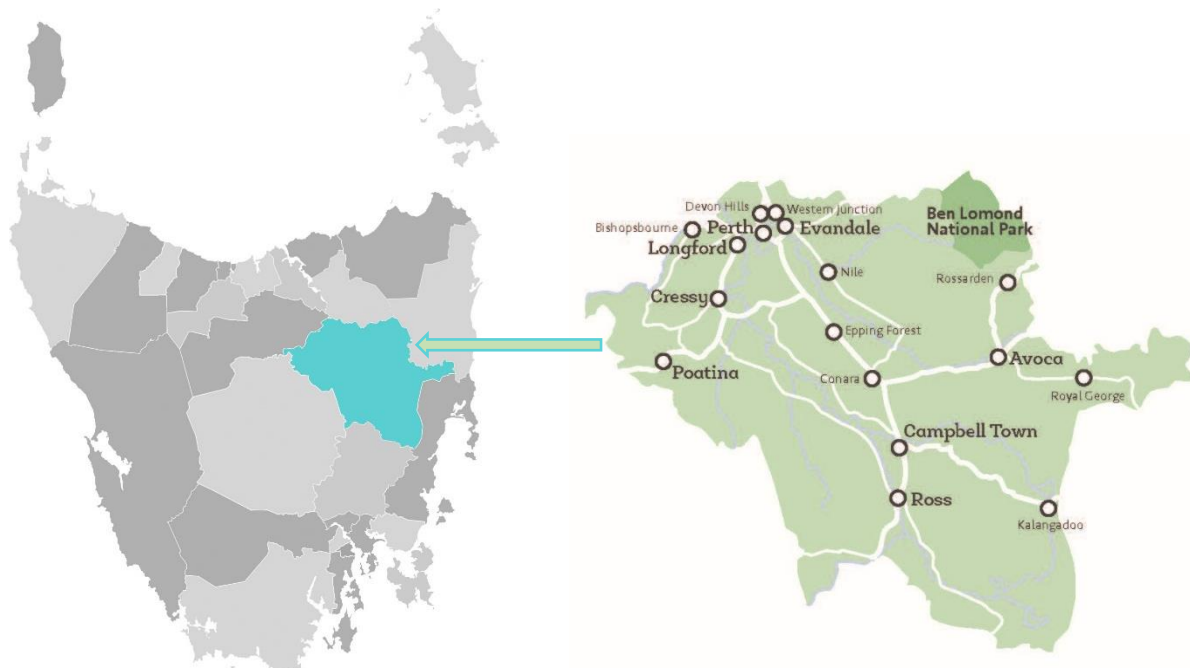 Devon Hills
Western Junction
Bishopsbourne
Perth
Evandale
Longford
Ben Lomond
National Park
Nile
Rossarden
Cressy
Epping Forest
Poatina
Conara
Avoca
Royal George
Campbell Town
Ross
Kalangadoo